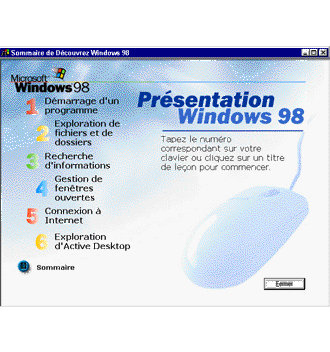 Sommaire de Découvrez Windows 98
Microsoft
Windows 98
1 Démarrage d'un
programme
2 Exploration de
fichiers et de
dossiers
3 Recherche
d'informations
4 Gestion de
fenêtres
ouvertes
5 Connexion à
Internet
6 Exploration
d'Active Desktop
Sommaire
Présentation
Windows 98
Tapez le numéro
correspondant sur votre
clavier ou cliquez sur un titre
de leçon pour commencer.
Fermer